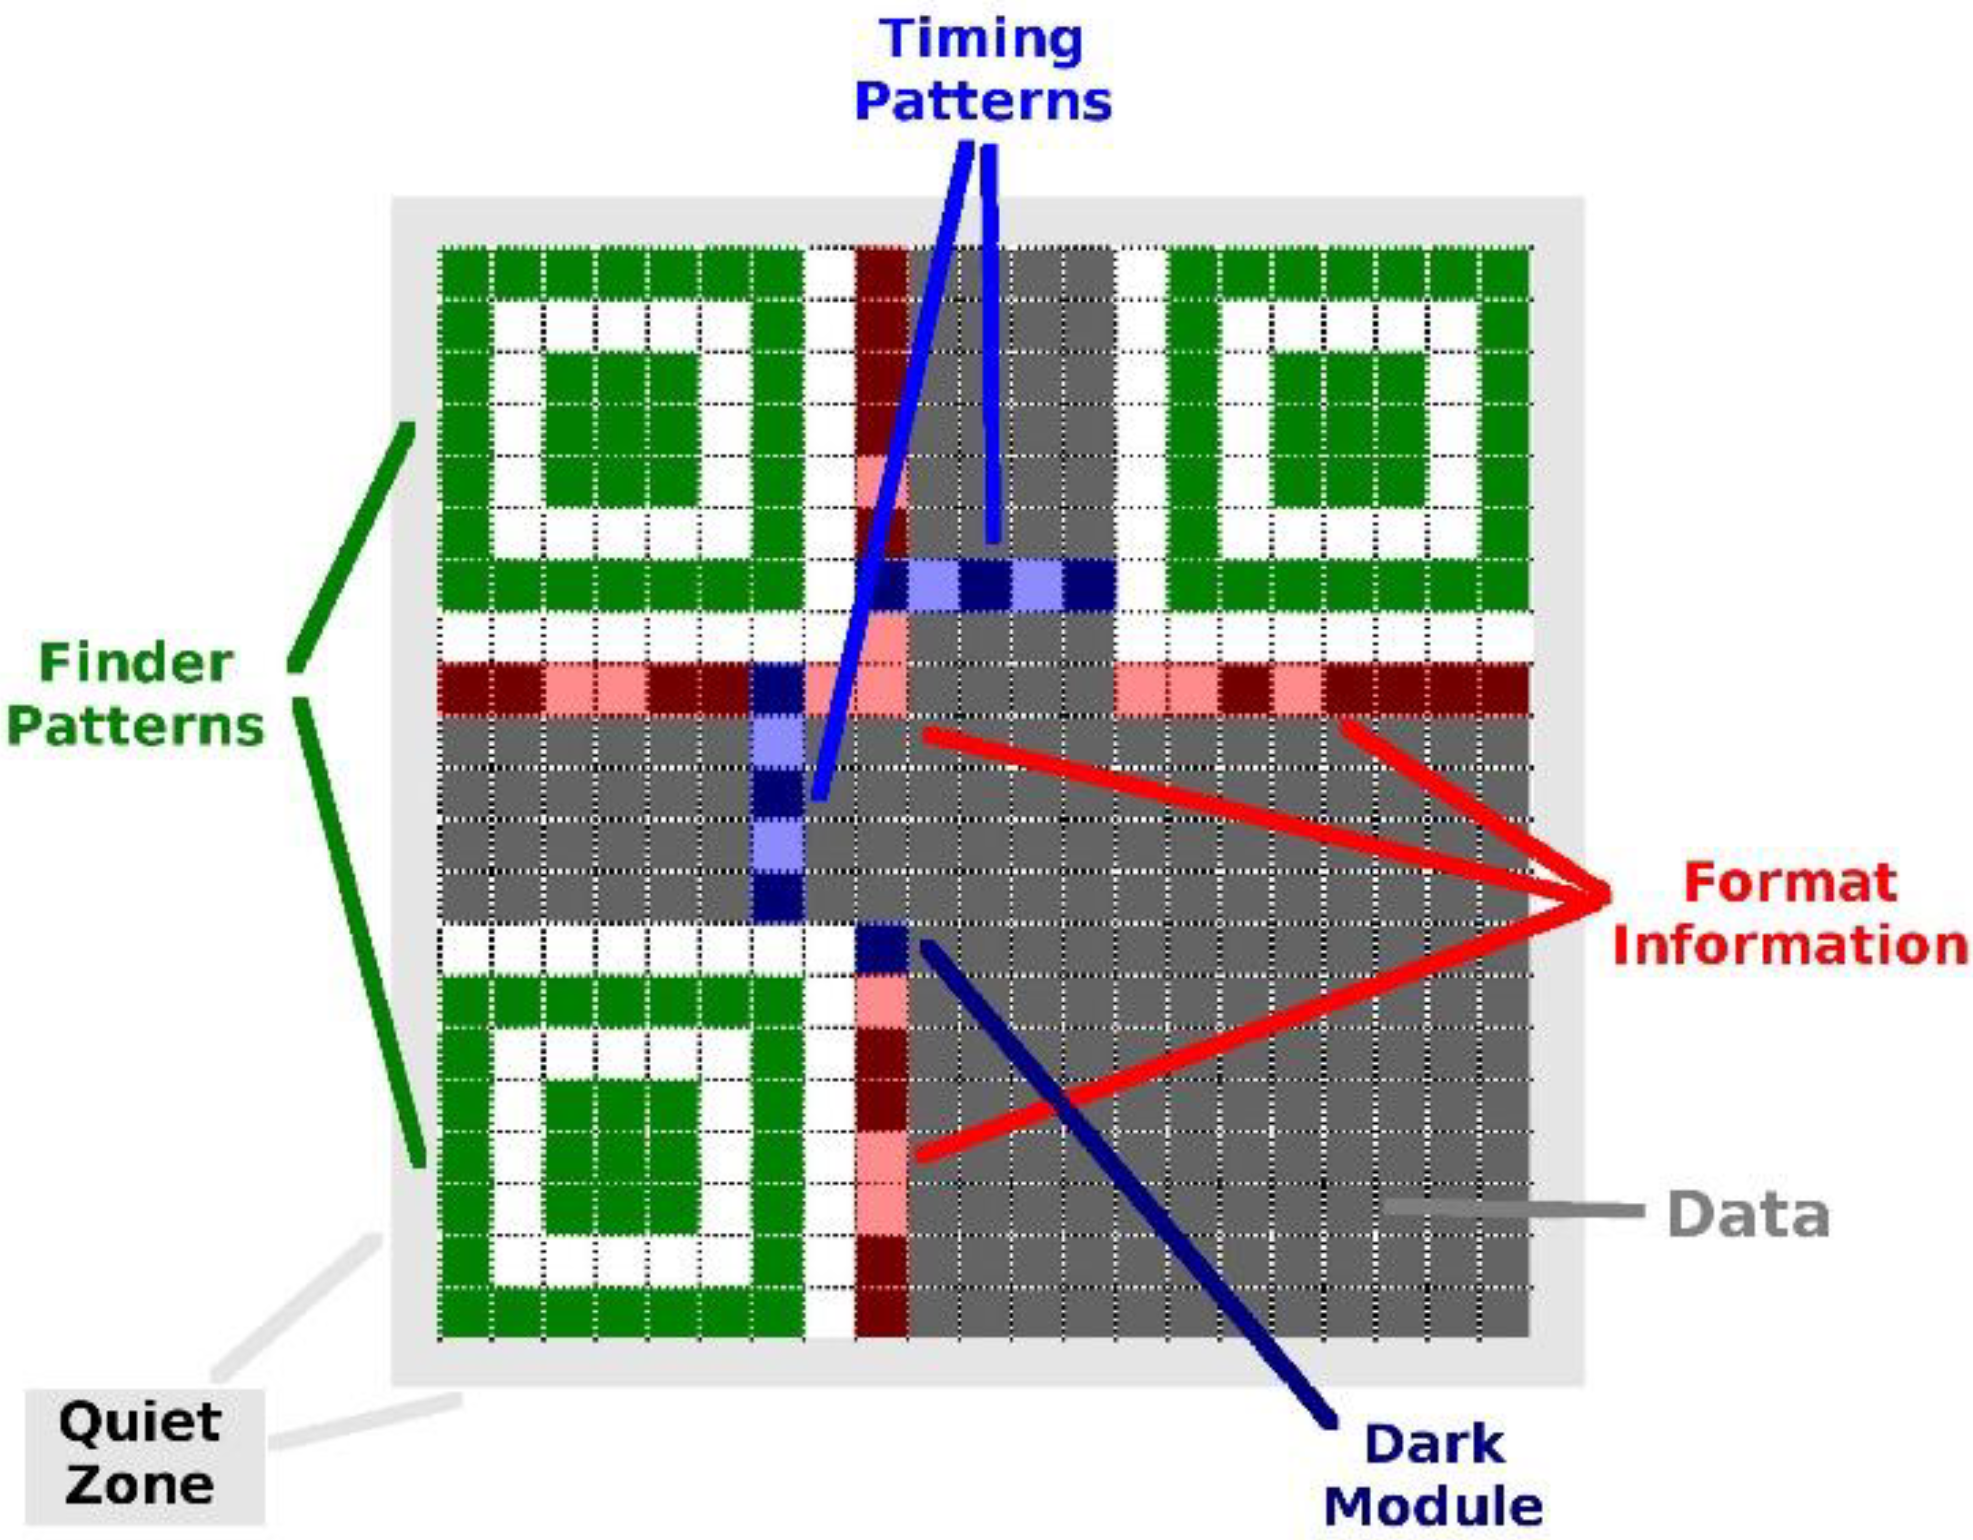 Timing
Patterns
Finder
Patterns
Format
Information
Data
Quiet
Zone
Dark
Module